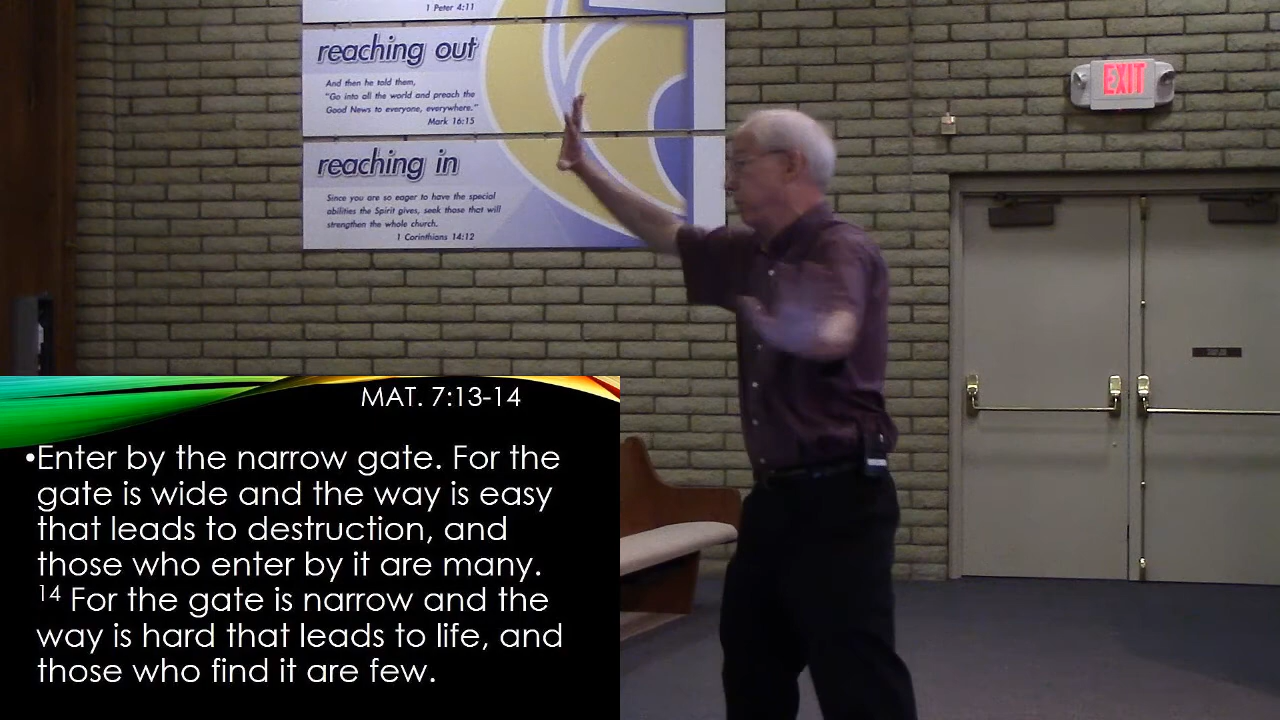 1 Peter 4:11
reaching out
And then he told them,
"Go into all the world and preach the
Good News to everyone, everywhere."
Mark 16:15
reaching in
Since you are so eager to have the special
abilities the Spirit gives, seek those that will
strengthen the whole church.
1 Corinthians 14:12
EXIT
MAT. 7:13-14
•Enter by the narrow gate. For the
gate is wide and the way is easy
that leads to destruction, and
those who enter by it are many.
14 For the gate is narrow and the
way is hard that leads to life, and
those who find it are few.